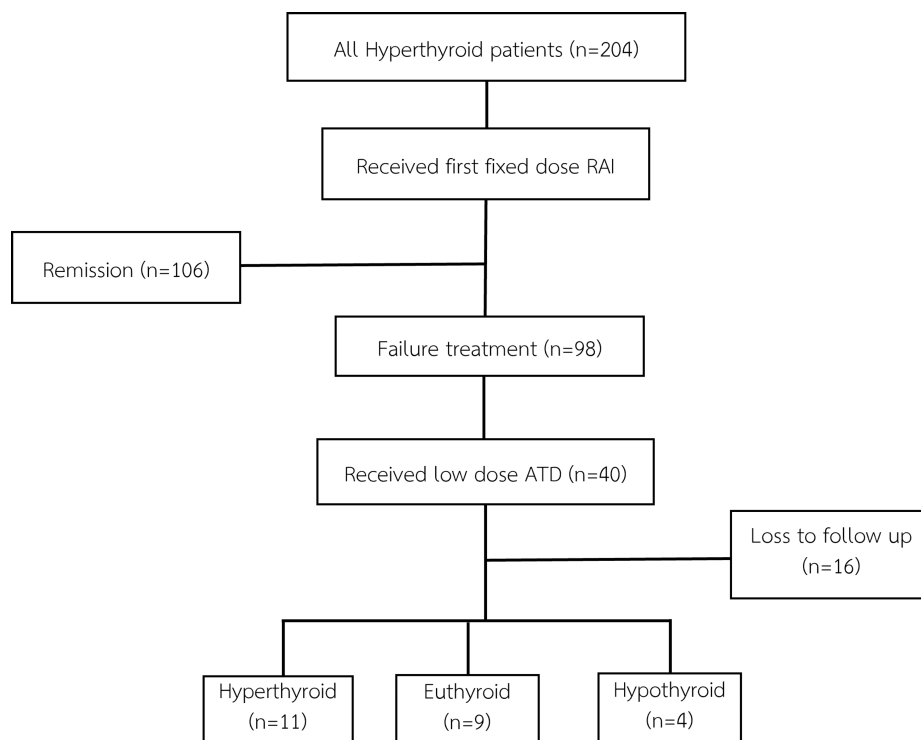 All Hyperthyroid patients (n=204)
Received first fixed dose RAI
Remission (n=106)
Failure treatment (n=98)
Received low dose ATD (n=40)
Loss to follow up
(n=16)
Hyperthyroid
(n=11)
Euthyroid
(n=9)
Hypothyroid
(n=4)